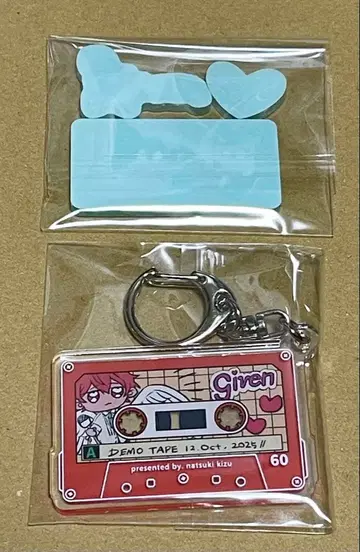 given
A DEMO TAPE 12. Oct. 2025 //
presented by. natsuki kizu
60